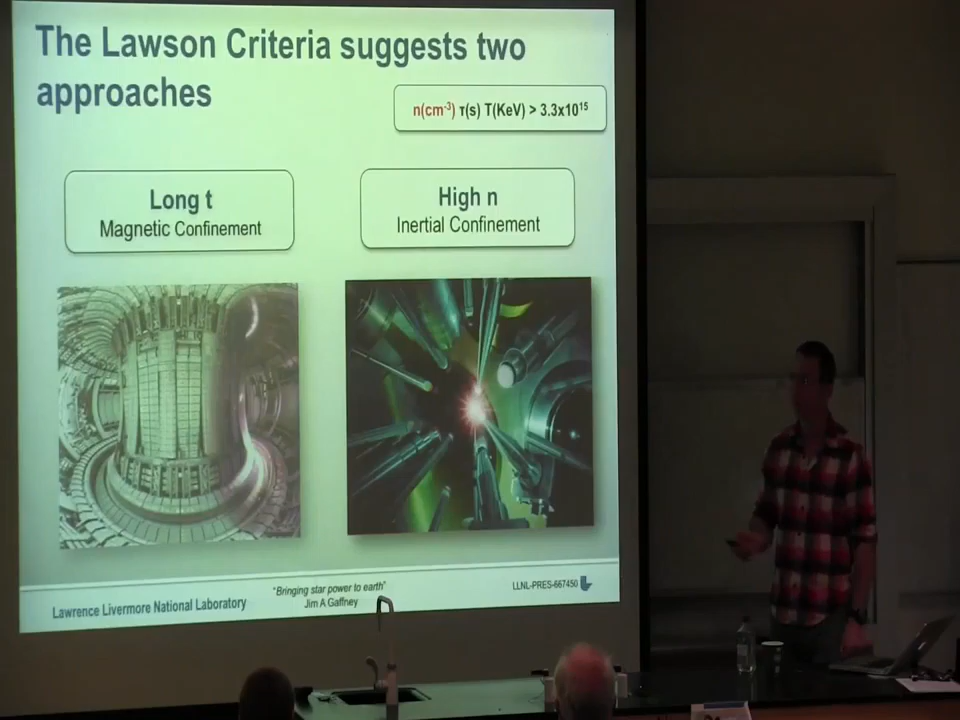 The Lawson Criteria suggests two
approaches
n(cm⁻³) τ(s) T(KeV) > 3.3x10¹⁵
Long t
Magnetic Confinement
High n
Inertial Confinement
Lawrence Livermore National Laboratory
"Bringing star power to earth"
Jim A Gaffney
LLNL-PRES-667450